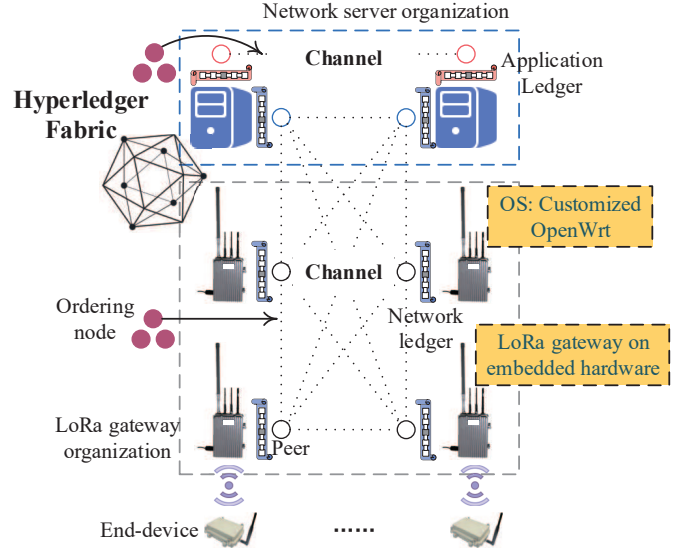 Network server organization
Channel
Application
Ledger
Hyperledger
Fabric
OS: Customized
OpenWrt
Channel
Ordering
node
Network
ledger
LoRa gateway on
embedded hardware
LoRa gateway
organization
Peer
End-device
......